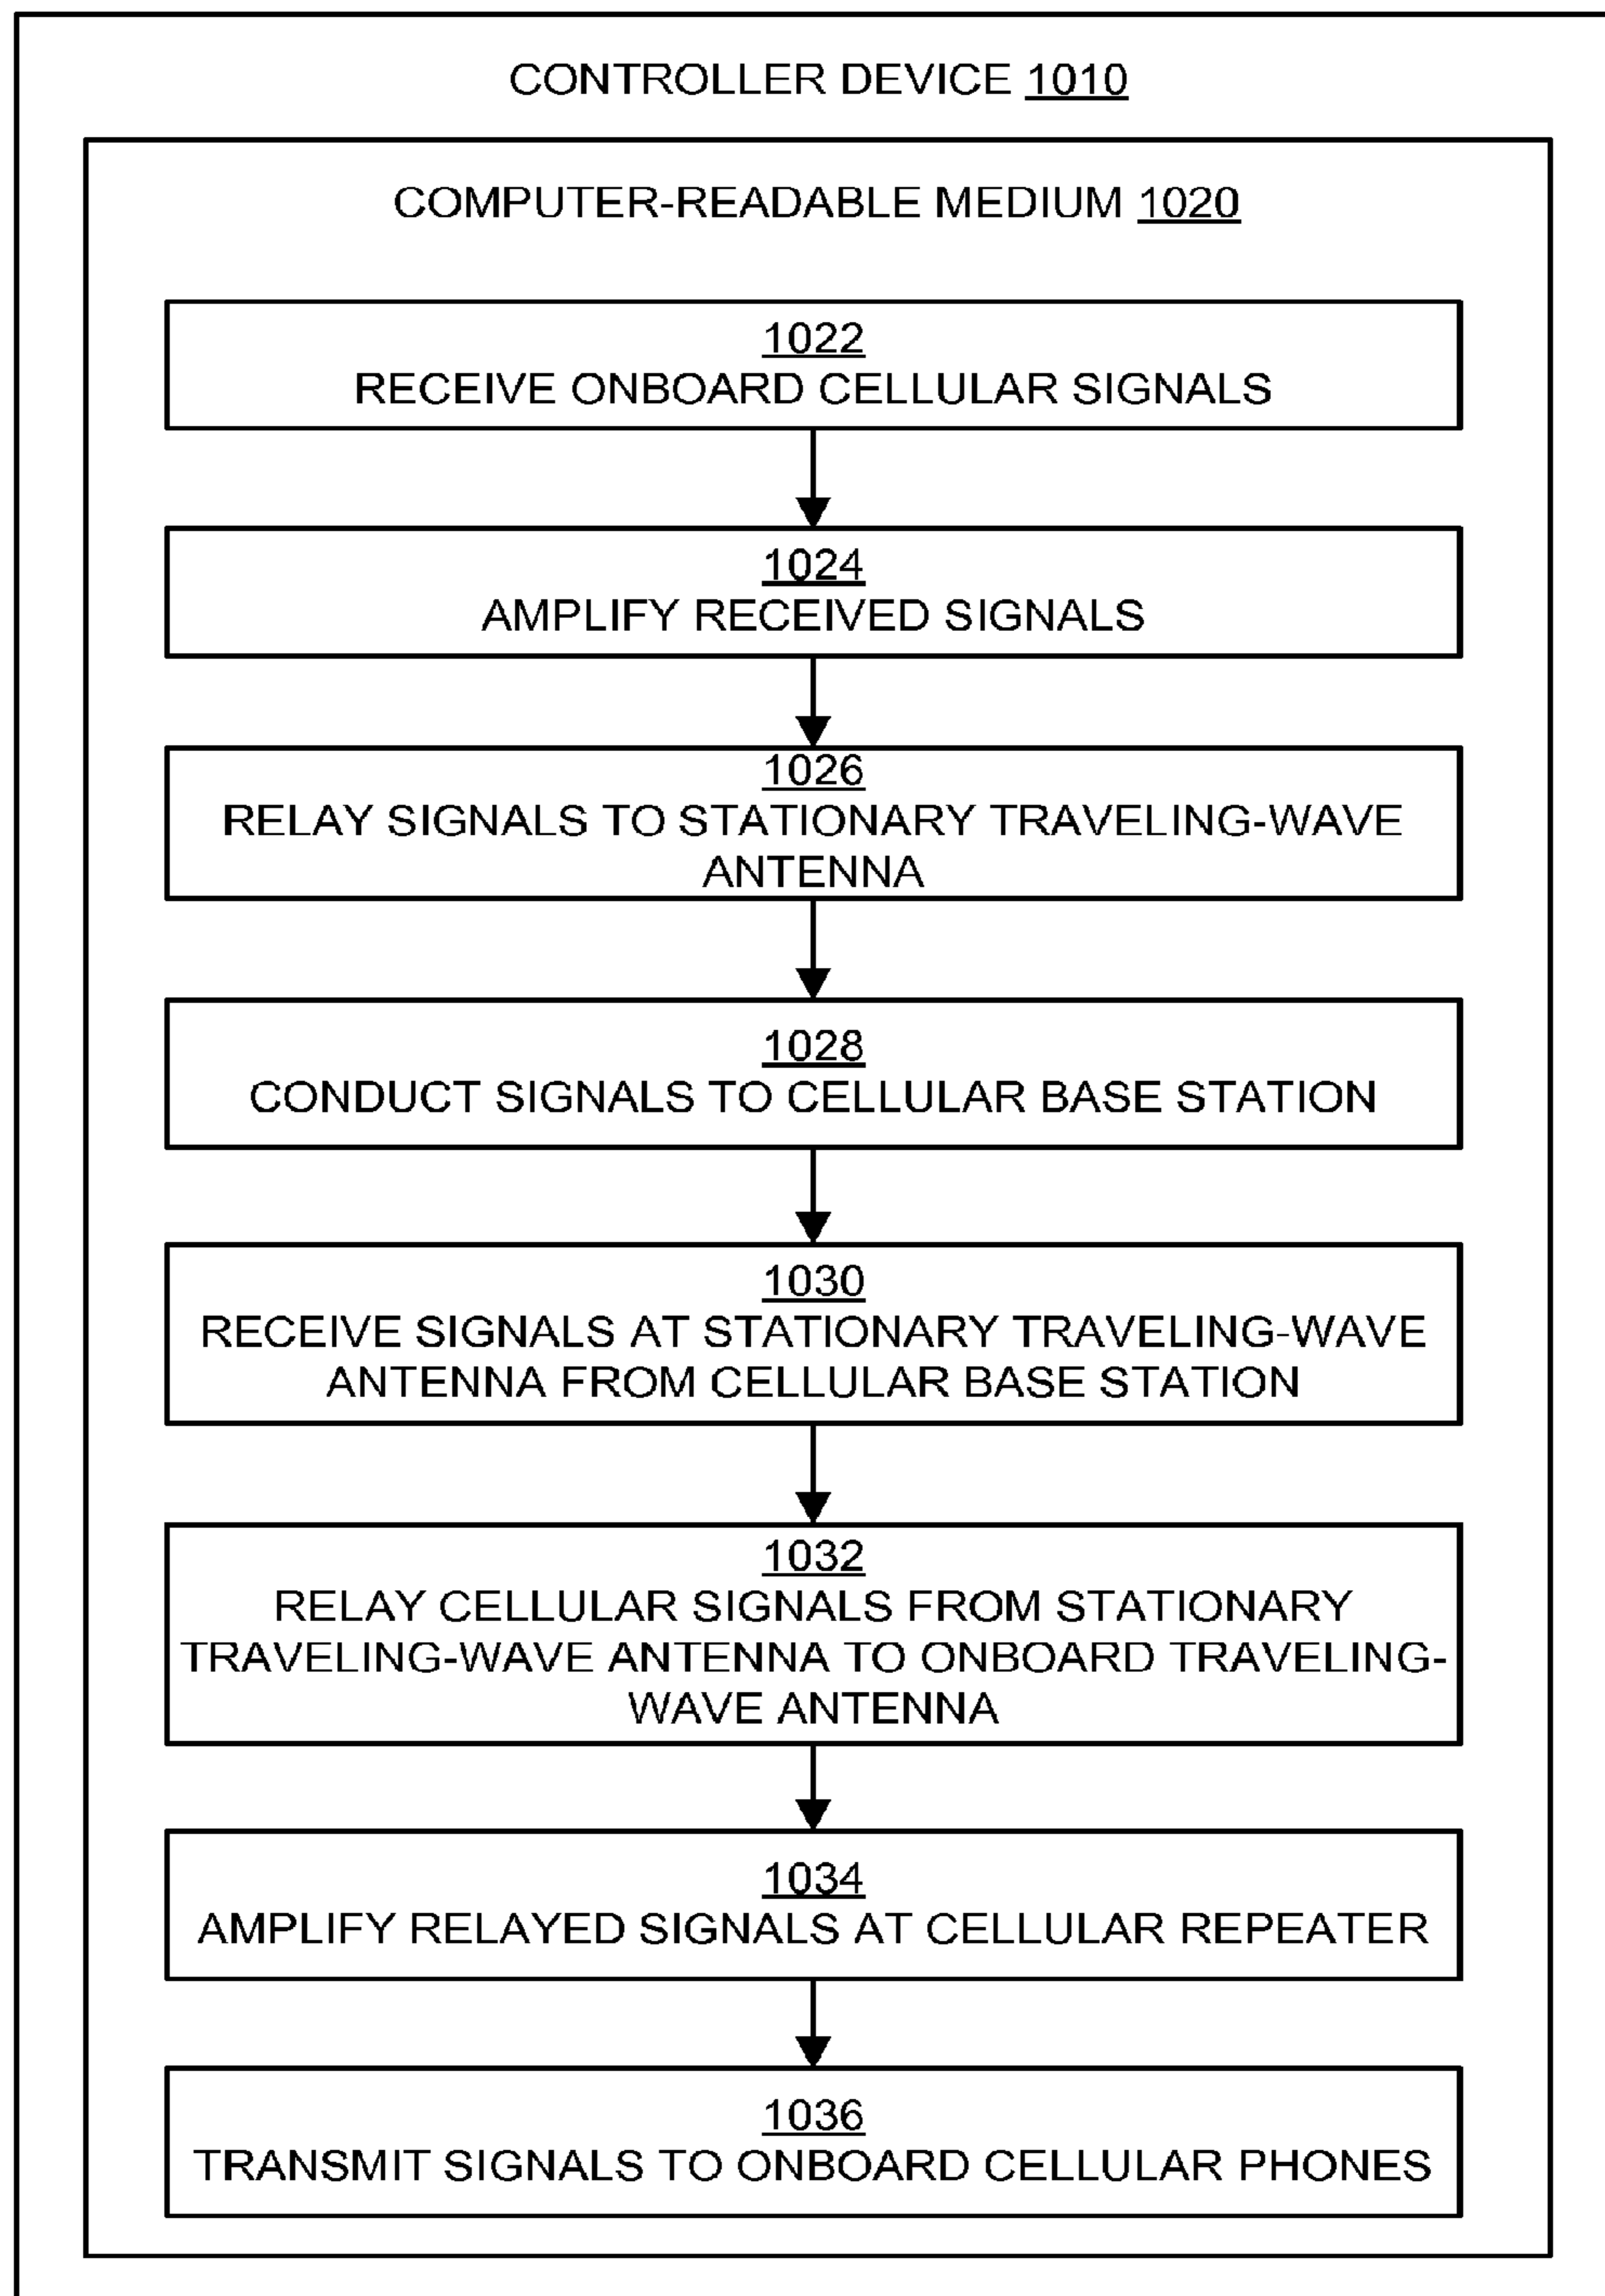 CONTROLLER DEVICE 1010
COMPUTER-READABLE MEDIUM 1020
1022
RECEIVE ONBOARD CELLULAR SIGNALS
1024
AMPLIFY RECEIVED SIGNALS
1026
RELAY SIGNALS TO STATIONARY TRAVELING-WAVE
ANTENNA
1028
CONDUCT SIGNALS TO CELLULAR BASE STATION
1030
RECEIVE SIGNALS AT STATIONARY TRAVELING-WAVE
ANTENNA FROM CELLULAR BASE STATION
1032
RELAY CELLULAR SIGNALS FROM STATIONARY
TRAVELING-WAVE ANTENNA TO ONBOARD TRAVELING-
WAVE ANTENNA
1034
AMPLIFY RELAYED SIGNALS AT CELLULAR REPEATER
1036
TRANSMIT SIGNALS TO ONBOARD CELLULAR PHONES